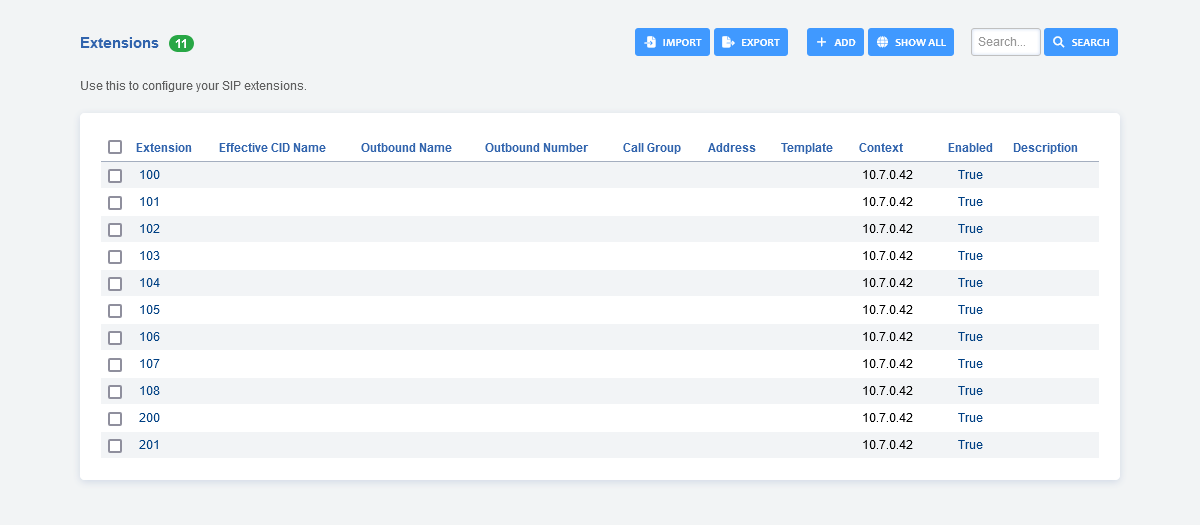 Extensions 11 IMPORT EXPORT ADD SHOW ALL Search... SEARCH
Use this to configure your SIP extensions.
Extension Effective CID Name Outbound Name Outbound Number Call Group Address Template Context Enabled Description
100 10.7.0.42 True
101 10.7.0.42 True
102 10.7.0.42 True
103 10.7.0.42 True
104 10.7.0.42 True
105 10.7.0.42 True
106 10.7.0.42 True
107 10.7.0.42 True
108 10.7.0.42 True
200 10.7.0.42 True
201 10.7.0.42 True